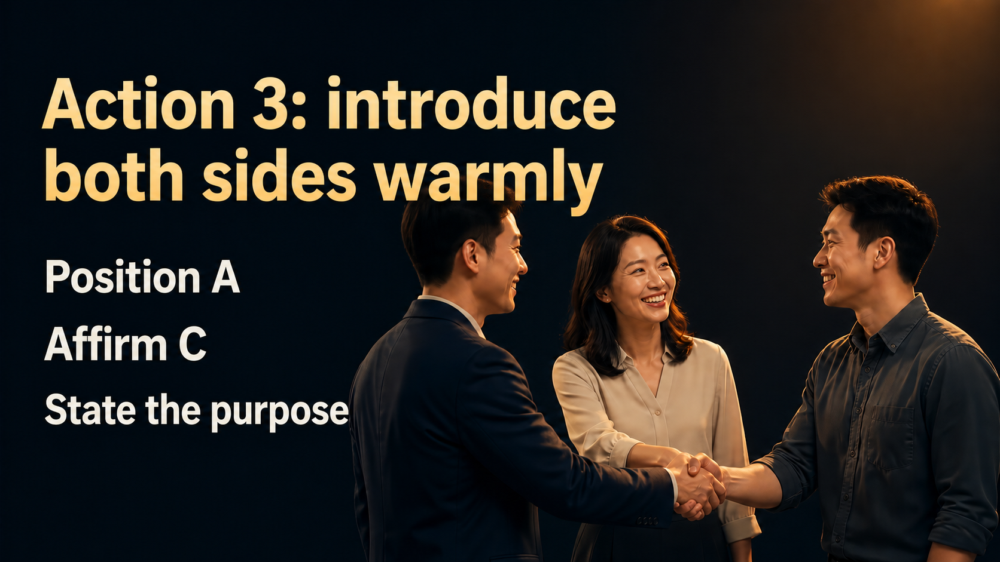 Action 3: introduce
both sides warmly
Position A
Affirm C
State the purpose